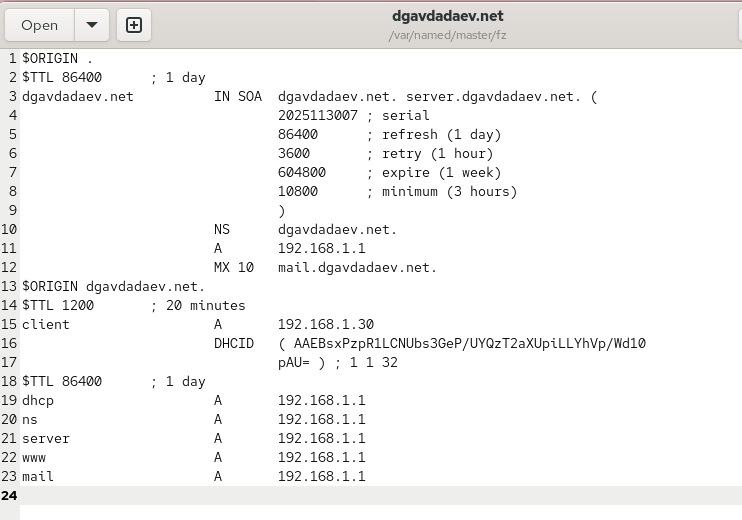 Open
dgavdadaev.net
/var/named/master/fz
1 $ORIGIN .
2 $TTL 86400 ; 1 day
3 dgavdadaev.net IN SOA dgavdadaev.net. server.dgavdadaev.net. (
4 2025113007 ; serial
5 86400 ; refresh (1 day)
6 3600 ; retry (1 hour)
7 604800 ; expire (1 week)
8 10800 ; minimum (3 hours)
9 )
10 NS dgavdadaev.net.
11 A 192.168.1.1
12 MX 10 mail.dgavdadaev.net.
13 $ORIGIN dgavdadaev.net.
14 $TTL 1200 ; 20 minutes
15 client A 192.168.1.30
16 DHCID ( AAEBsxPzpR1LCNUbs3GeP/UYQzT2aXUpiLLYhVp/Wd10
17 pAU= ) ; 1 1 32
18 $TTL 86400 ; 1 day
19 dhcp A 192.168.1.1
20 ns A 192.168.1.1
21 server A 192.168.1.1
22 www A 192.168.1.1
23 mail A 192.168.1.1
24